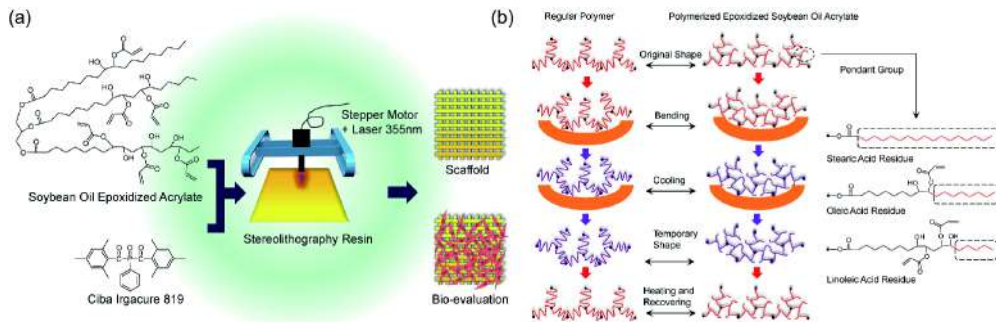 (a)
Stepper Motor
+ Laser 355nm
Scaffold
Soybean Oil Epoxidized Acrylate
Stereolithography Resin
Ciba Irgacure 819
Bio-evaluation
(b)
Regular Polymer
Polymerized Epoxidized Soybean Oil Acrylate
Original Shape
Pendant Group
Bending
Stearic Acid Residue
Cooling
Oleic Acid Residue
Temporary
Shape
Linoleic Acid Residue
Heating and
Recovering